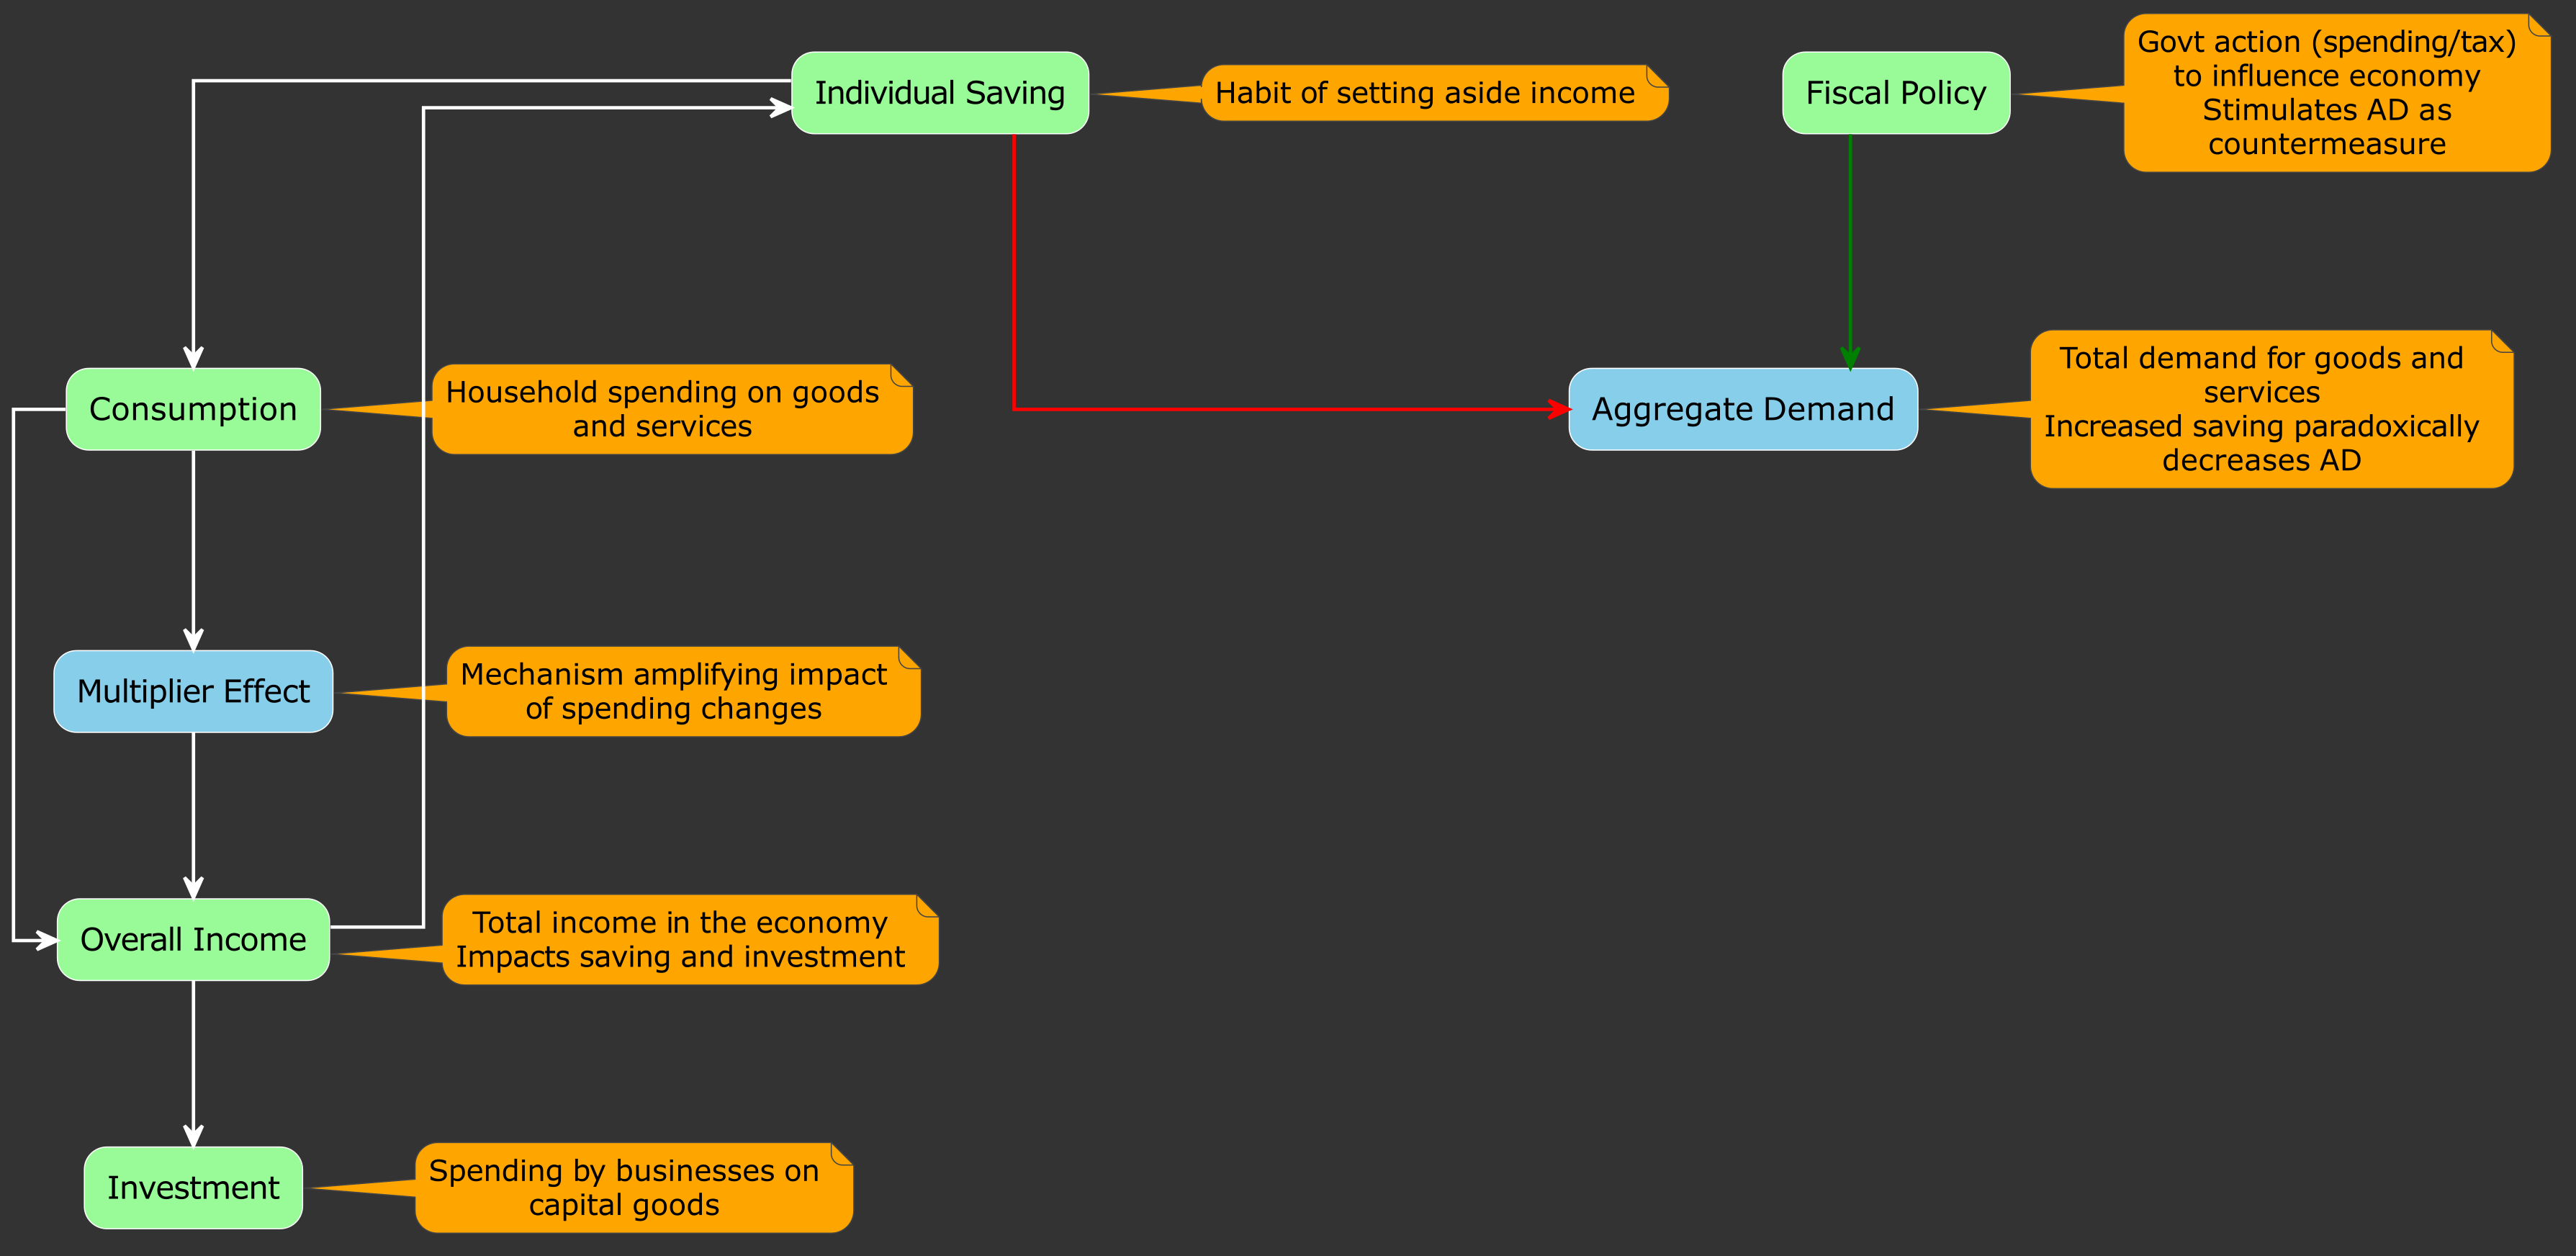 Individual Saving
Habit of setting aside income
Fiscal Policy
Govt action (spending/tax)
to influence economy
Stimulates AD as
countermeasure
Consumption
Household spending on goods
and services
Aggregate Demand
Total demand for goods and
services
Increased saving paradoxically
decreases AD
Multiplier Effect
Mechanism amplifying impact
of spending changes
Overall Income
Total income in the economy
Impacts saving and investment
Investment
Spending by businesses on
capital goods